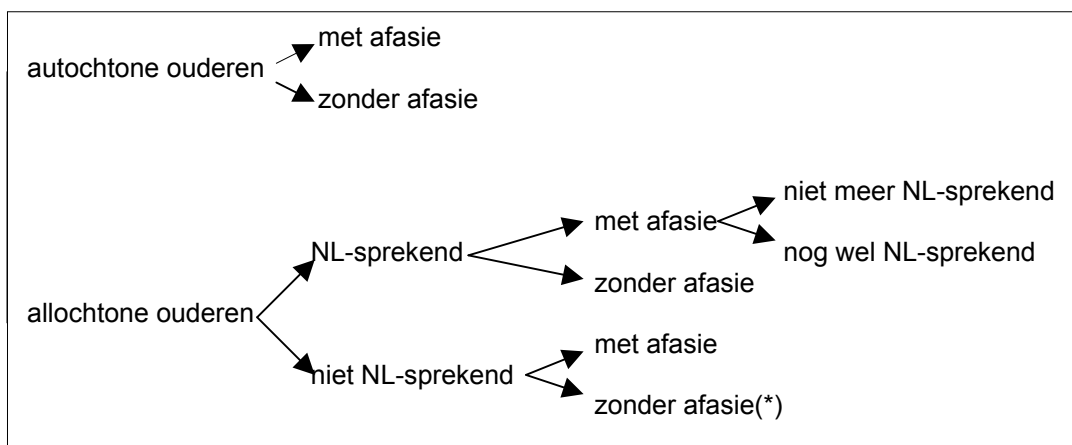 met afasie
autochtone ouderen
zonder afasie
niet meer NL-sprekend
met afasie
NL-sprekend
nog wel NL-sprekend
zonder afasie
allochtone ouderen
met afasie
niet NL-sprekend
zonder afasie(*)